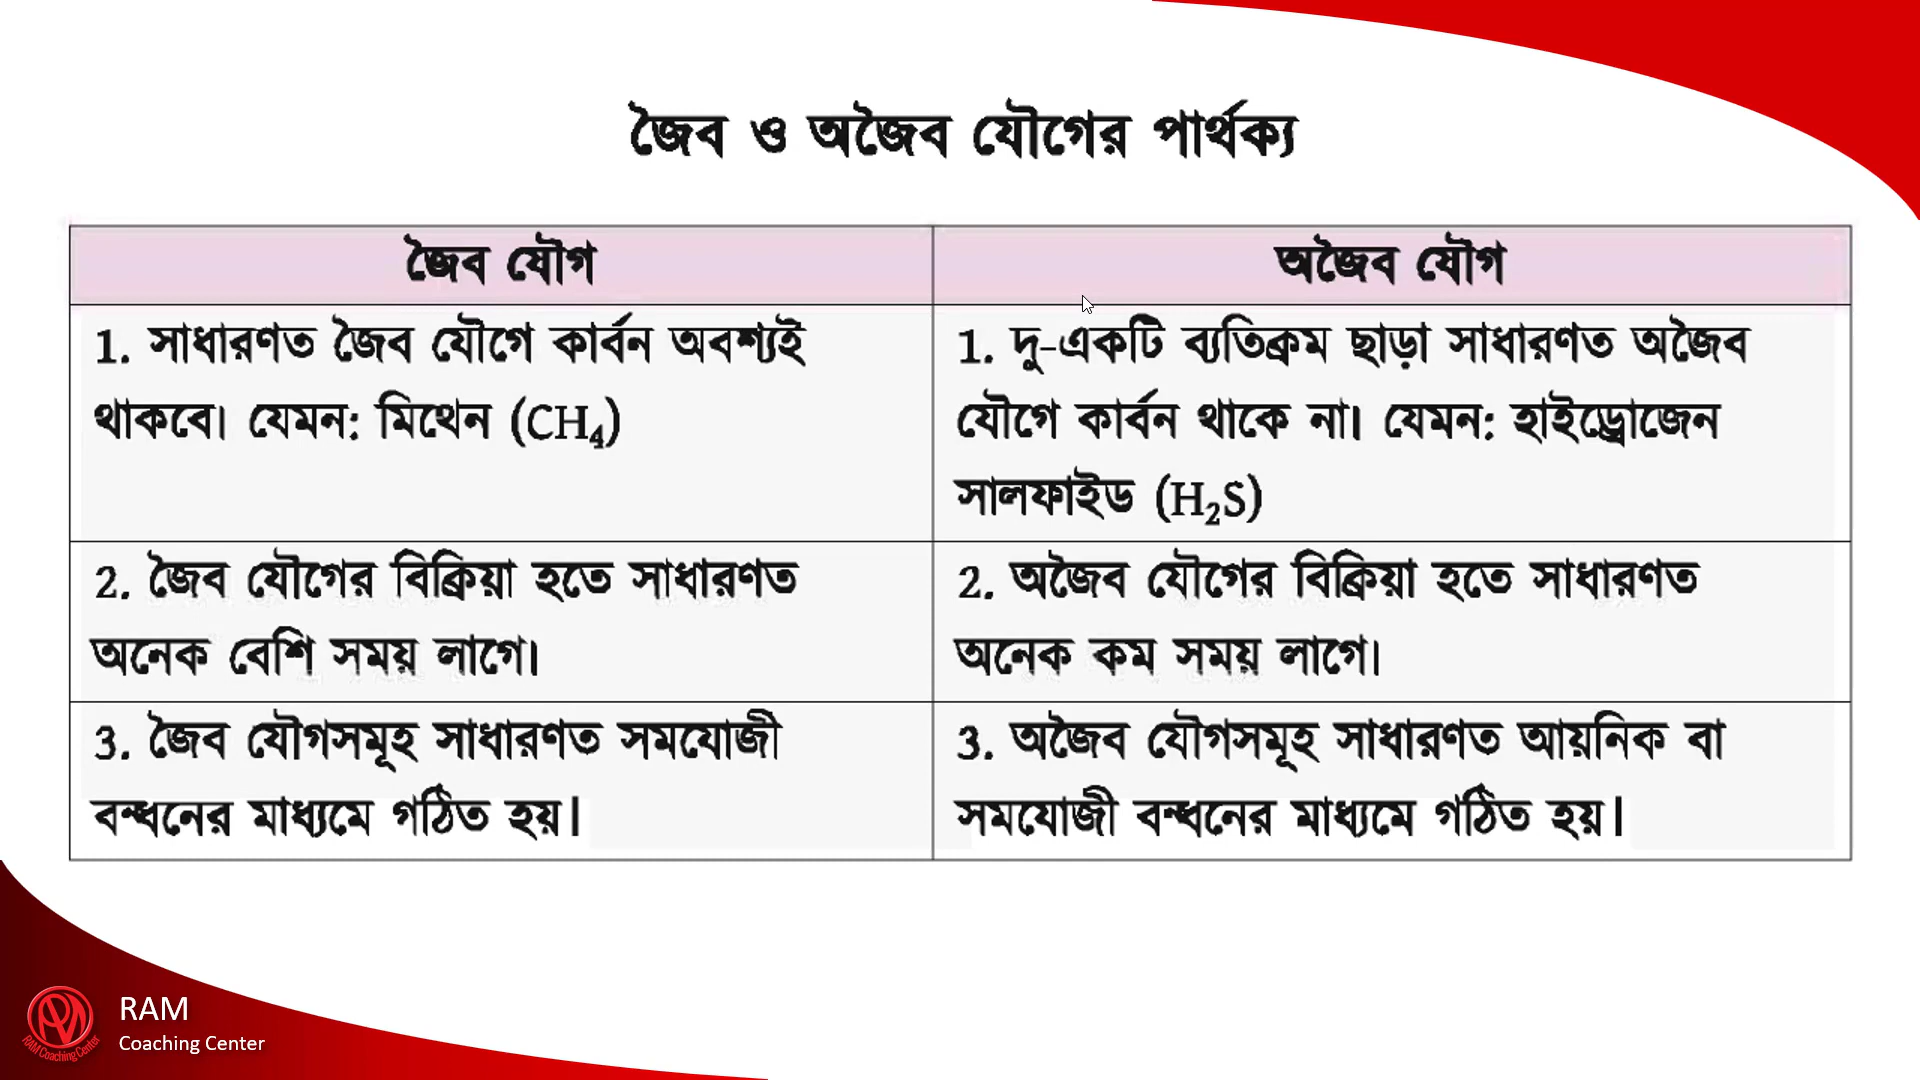 জৈব ও অজৈব যৌগের পার্থক্য
জৈব যৌগ
অজৈব যৌগ
1. সাধারণত জৈব যৌগে কার্বন অবশ্যই
থাকবে। যেমন: মিথেন (CH₄)
1. দু-একটি ব্যতিক্রম ছাড়া সাধারণত অজৈব
যৌগে কার্বন থাকে না। যেমন: হাইড্রোজেন
সালফাইড (H₂S)
2. জৈব যৌগের বিক্রিয়া হতে সাধারণত
অনেক বেশি সময় লাগে।
2. অজৈব যৌগের বিক্রিয়া হতে সাধারণত
অনেক কম সময় লাগে।
3. জৈব যৌগসমূহ সাধারণত সমযোজী
বন্ধনের মাধ্যমে গঠিত হয়।
3. অজৈব যৌগসমূহ সাধারণত আয়নিক বা
সমযোজী বন্ধনের মাধ্যমে গঠিত হয়।
RAM
Coaching Center
RAM Coaching Center